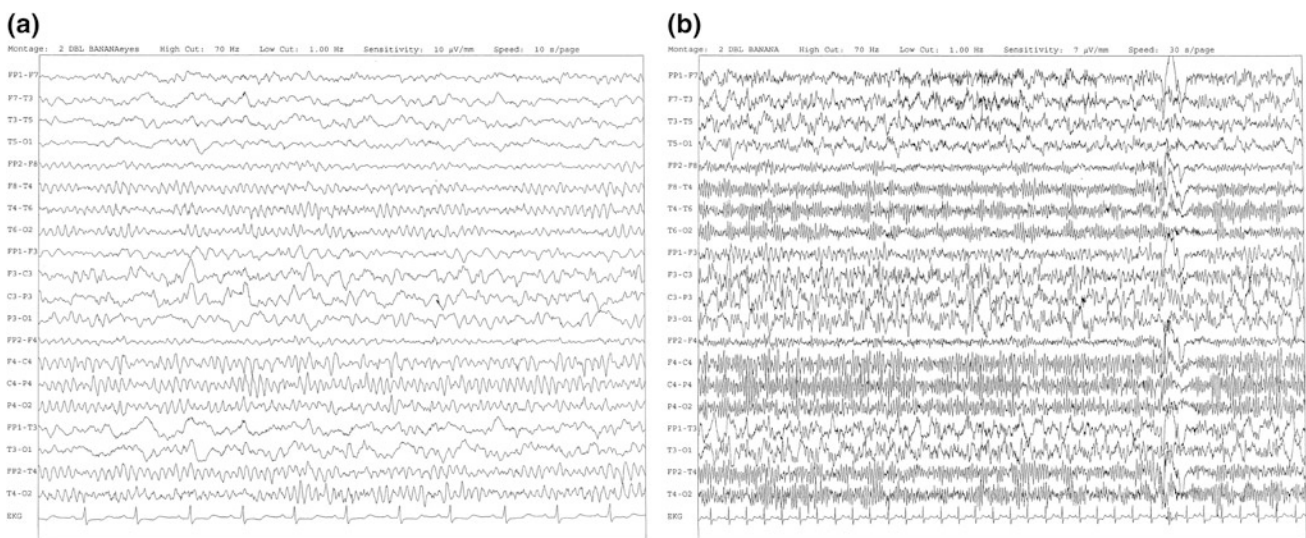 (a)
Montage: 2 DBL BANANAeyes High Cut: 70 Hz Low Cut: 1.00 Hz Sensitivity: 10 µV/mm Speed: 10 s/page
FP1-F7
F7-T3
T3-T5
T5-O1
FP2-F8
F8-T4
T4-T6
T6-O2
FP1-F3
F3-C3
C3-P3
P3-O1
FP2-F4
F4-C4
C4-P4
P4-O2
FP1-T3
T3-O1
FP2-T4
T4-O2
EKG
(b)
Montage: 2 DBL BANANA High Cut: 70 Hz Low Cut: 1.00 Hz Sensitivity: 7 µV/mm Speed: 30 s/page
FP1-F7
F7-T3
T3-T5
T5-O1
FP2-F8
F8-T4
T4-T6
T6-O2
FP1-F3
F3-C3
C3-P3
P3-O1
FP2-F4
F4-C4
C4-P4
P4-O2
FP1-T3
T3-O1
FP2-T4
T4-O2
EKG